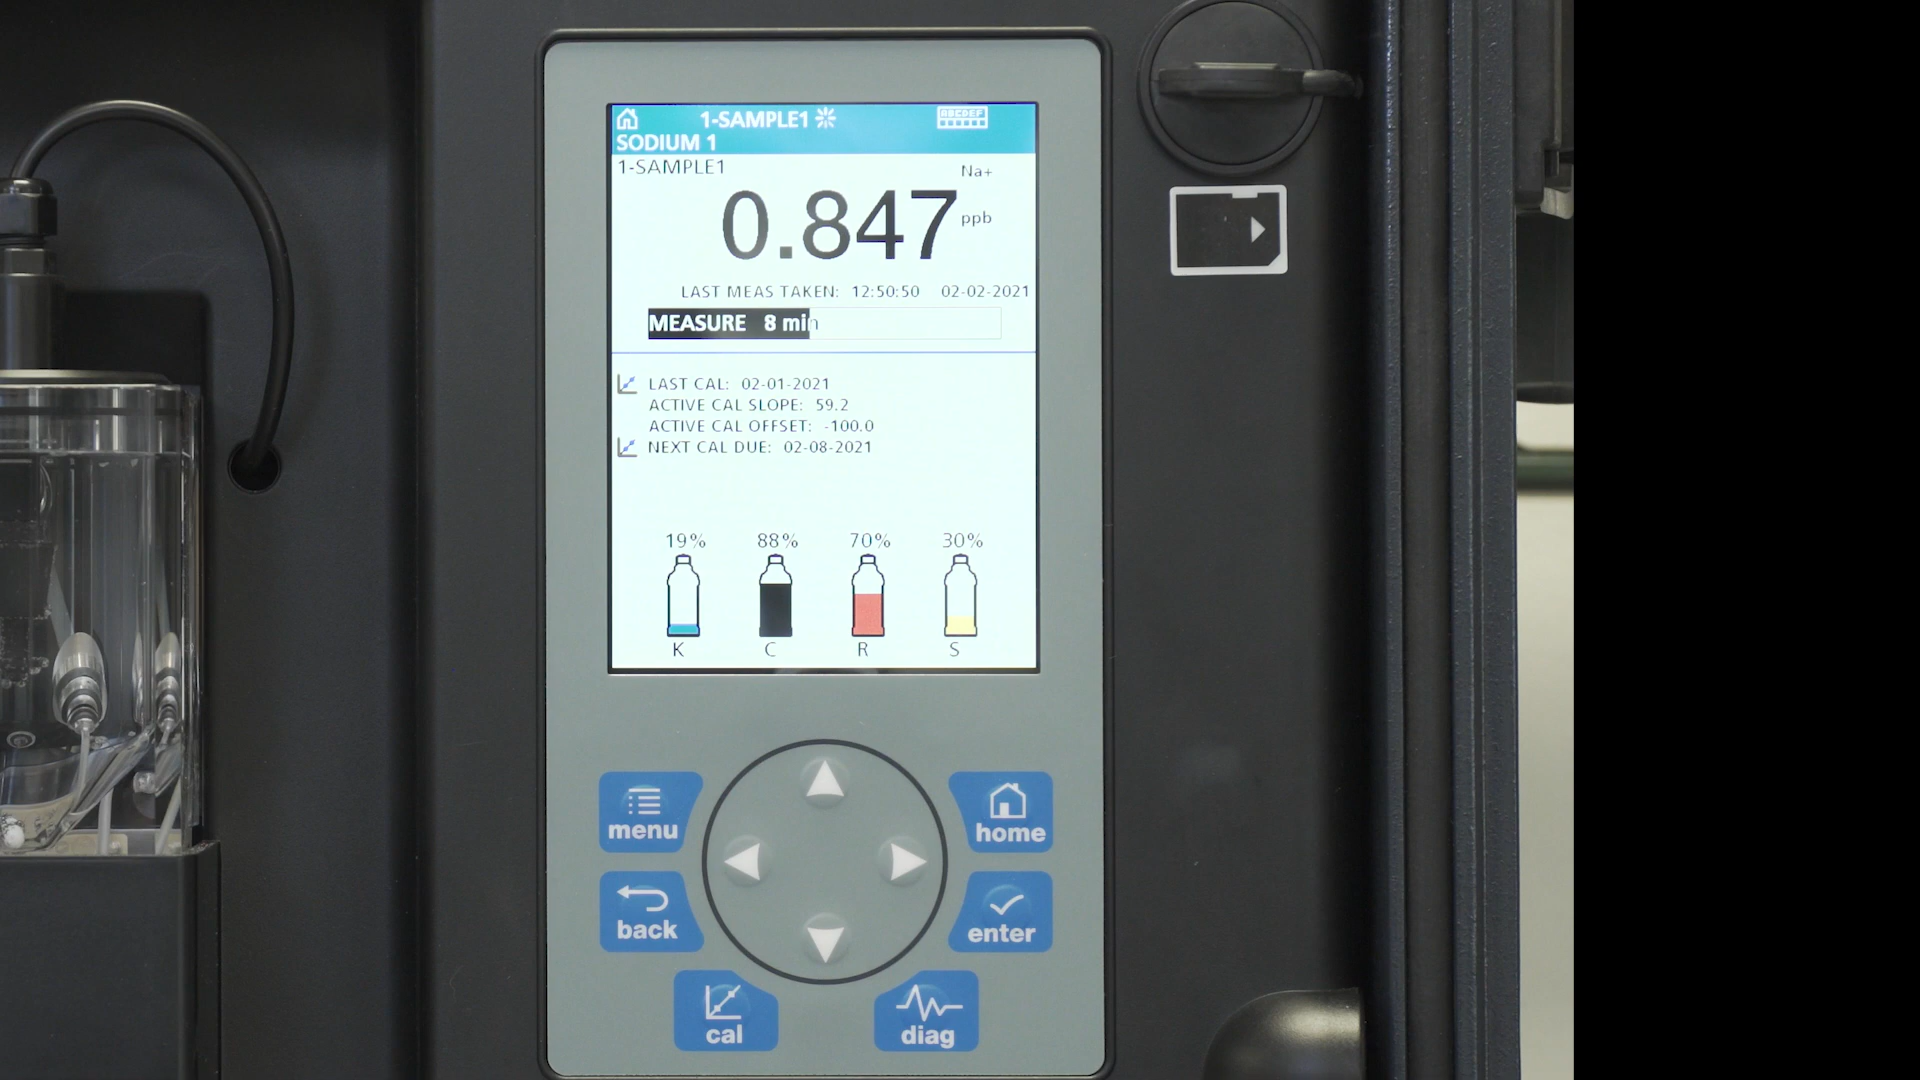 1-SAMPLE1
ABCDEF
SODIUM 1
1-SAMPLE1
Na+
0.847 ppb
LAST MEAS TAKEN: 12:50:50 02-02-2021
MEASURE 8 min
LAST CAL: 02-01-2021
ACTIVE CAL SLOPE: 59.2
ACTIVE CAL OFFSET: -100.0
NEXT CAL DUE: 02-08-2021
19% 88% 70% 30%
K C R S
menu
home
back
enter
cal
diag